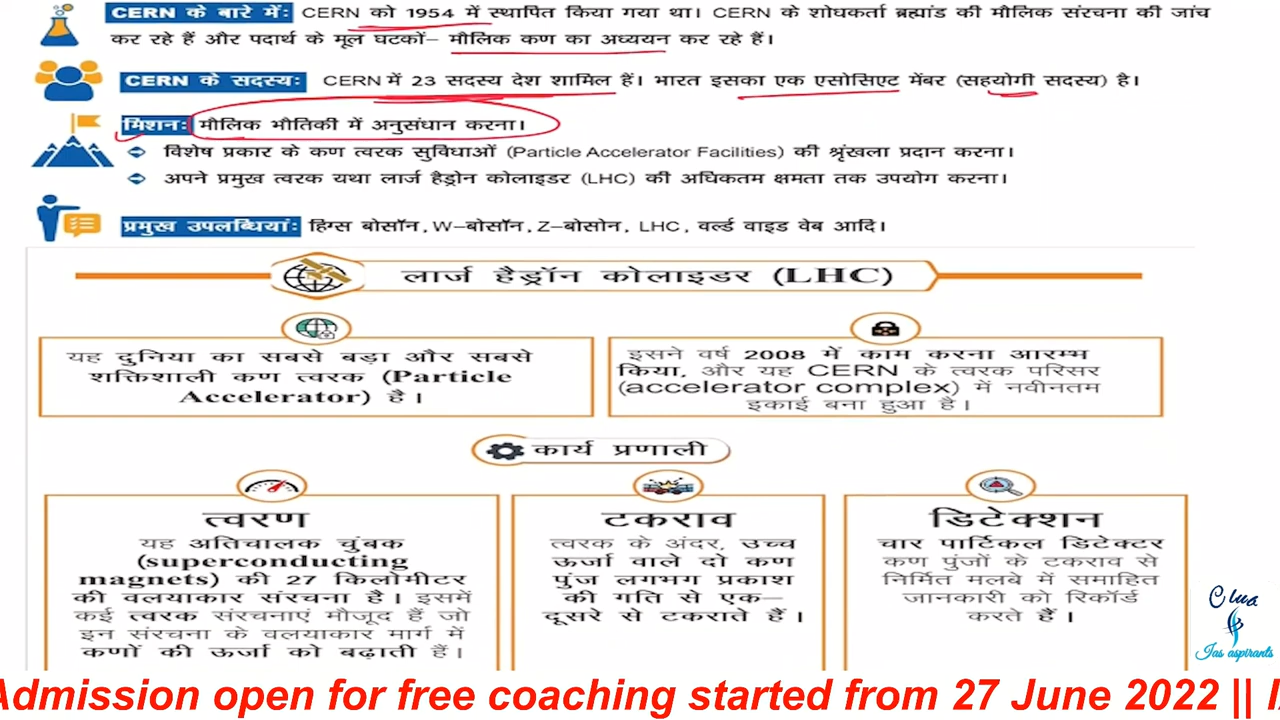 CERN के बारे में: CERN को 1954 में स्थापित किया गया था। CERN के शोधकर्ता ब्रह्मांड की मौलिक संरचना की जांच
कर रहे हैं और पदार्थ के मूल घटकों– मौलिक कण का अध्ययन कर रहे हैं।
CERN के सदस्यः CERN में 23 सदस्य देश शामिल हैं। भारत इसका एक एसोसिएट मेंबर (सहयोगी सदस्य) है।
मिशनः मौलिक भौतिकी में अनुसंधान करना।
विशेष प्रकार के कण त्वरक सुविधाओं (Particle Accelerator Facilities) की श्रृंखला प्रदान करना।
अपने प्रमुख त्वरक यथा लार्ज हैड्रोन कोलाइडर (LHC) की अधिकतम क्षमता तक उपयोग करना।
प्रमुख उपलब्धियांः हिग्स बोसॉन, W–बोसॉन, Z–बोसोन, LHC, वर्ल्ड वाइड वेब आदि।
लार्ज हैड्रॉन कोलाइडर (LHC)
यह दुनिया का सबसे बड़ा और सबसे
शक्तिशाली कण त्वरक (Particle
Accelerator) है।
इसने वर्ष 2008 में काम करना आरम्भ
किया, और यह CERN के त्वरक परिसर
(accelerator complex) में नवीनतम
इकाई बना हुआ है।
कार्य प्रणाली
त्वरण
यह अतिचालक चुंबक
(superconducting
magnets) की 27 किलोमीटर
की वलयाकार संरचना है। इसमें
कई त्वरक संरचनाएं मौजूद हैं जो
इन संरचना के वलयाकार मार्ग में
कणों की ऊर्जा को बढ़ाती हैं।
टकराव
त्वरक के अंदर, उच्च
ऊर्जा वाले दो कण
पुंज लगभग प्रकाश
की गति से एक–
दूसरे से टकराते हैं।
डिटेक्शन
चार पार्टिकल डिटेक्टर
कण पुंजों के टकराव से
निर्मित मलबे में समाहित
जानकारी को रिकॉर्ड
करते हैं।
Ias aspirants
Admission open for free coaching started from 27 June 2022 ||